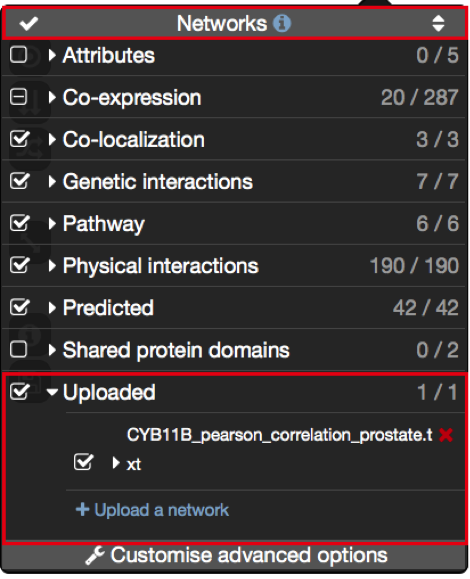 Networks
Attributes 0 / 5
Co-expression 20 / 287
Co-localization 3 / 3
Genetic interactions 7 / 7
Pathway 6 / 6
Physical interactions 190 / 190
Predicted 42 / 42
Shared protein domains 0 / 2
Uploaded 1 / 1
CYB11B_pearson_correlation_prostate.t
xt
+ Upload a network
Customise advanced options